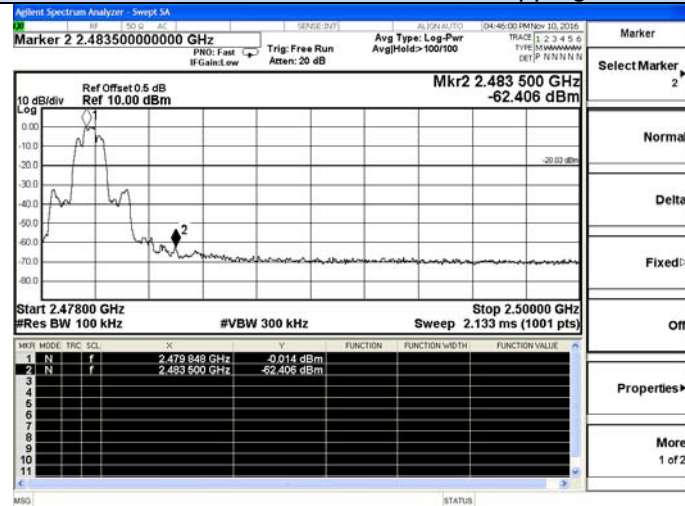 Agilent Spectrum Analyzer - Swept SA
RF 50 Ω AC SENSE:INT ALIGNAUTO 04:46:00 PM Nov 10, 2016
Marker 2 2.483500000000 GHz
PNO: Fast
IFGain:Low
Trig: Free Run
Atten: 20 dB
Avg Type: Log-Pwr
Avg|Hold>100/100
TRACE 1 2 3 4 5 6
TYPE M W W W W W
DET P N N N N N
Ref Offset 0.5 dB
10 dB/div Ref 10.00 dBm
Log
Mkr2 2.483 500 GHz
-62.406 dBm
0.00
-10.0
-20.0
-30.0
-40.0
-50.0
-60.0
-70.0
-80.0
1
2
-20.03 dBm
Start 2.47800 GHz Stop 2.50000 GHz
#Res BW 100 kHz #VBW 300 kHz Sweep 2.133 ms (1001 pts)
MKR MODE TRC SCL X Y FUNCTION FUNCTION WIDTH FUNCTION VALUE
1 N f 2.479 848 GHz -0.014 dBm
2 N f 2.483 500 GHz -62.406 dBm
3
4
5
6
7
8
9
10
11
MSG STATUS
Marker
Select Marker
2
Normal
Delta
Fixed
Off
Properties
More
1 of 2